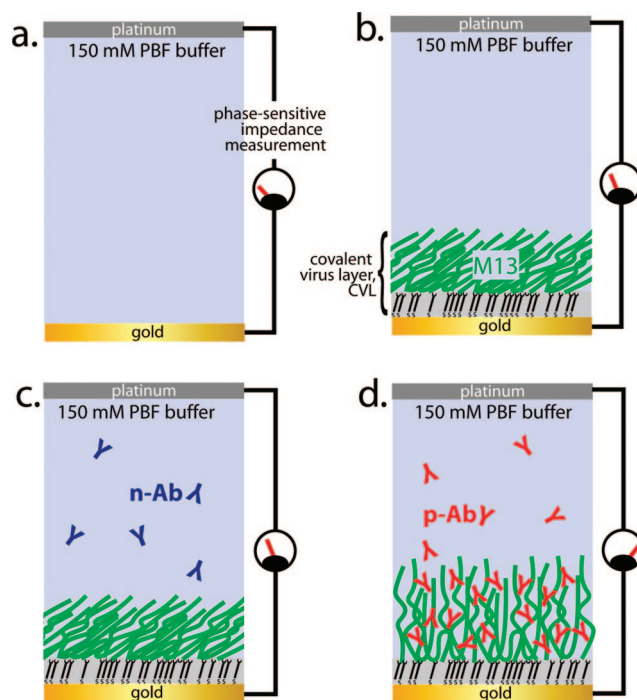 a.
platinum
150 mM PBF buffer
phase-sensitive
impedance
measurement
gold
b.
platinum
150 mM PBF buffer
covalent
virus layer,
CVL
M13
s s s s s s s s s s s s s s s s
gold
c.
platinum
150 mM PBF buffer
n-Ab
gold
d.
platinum
150 mM PBF buffer
p-Ab
gold